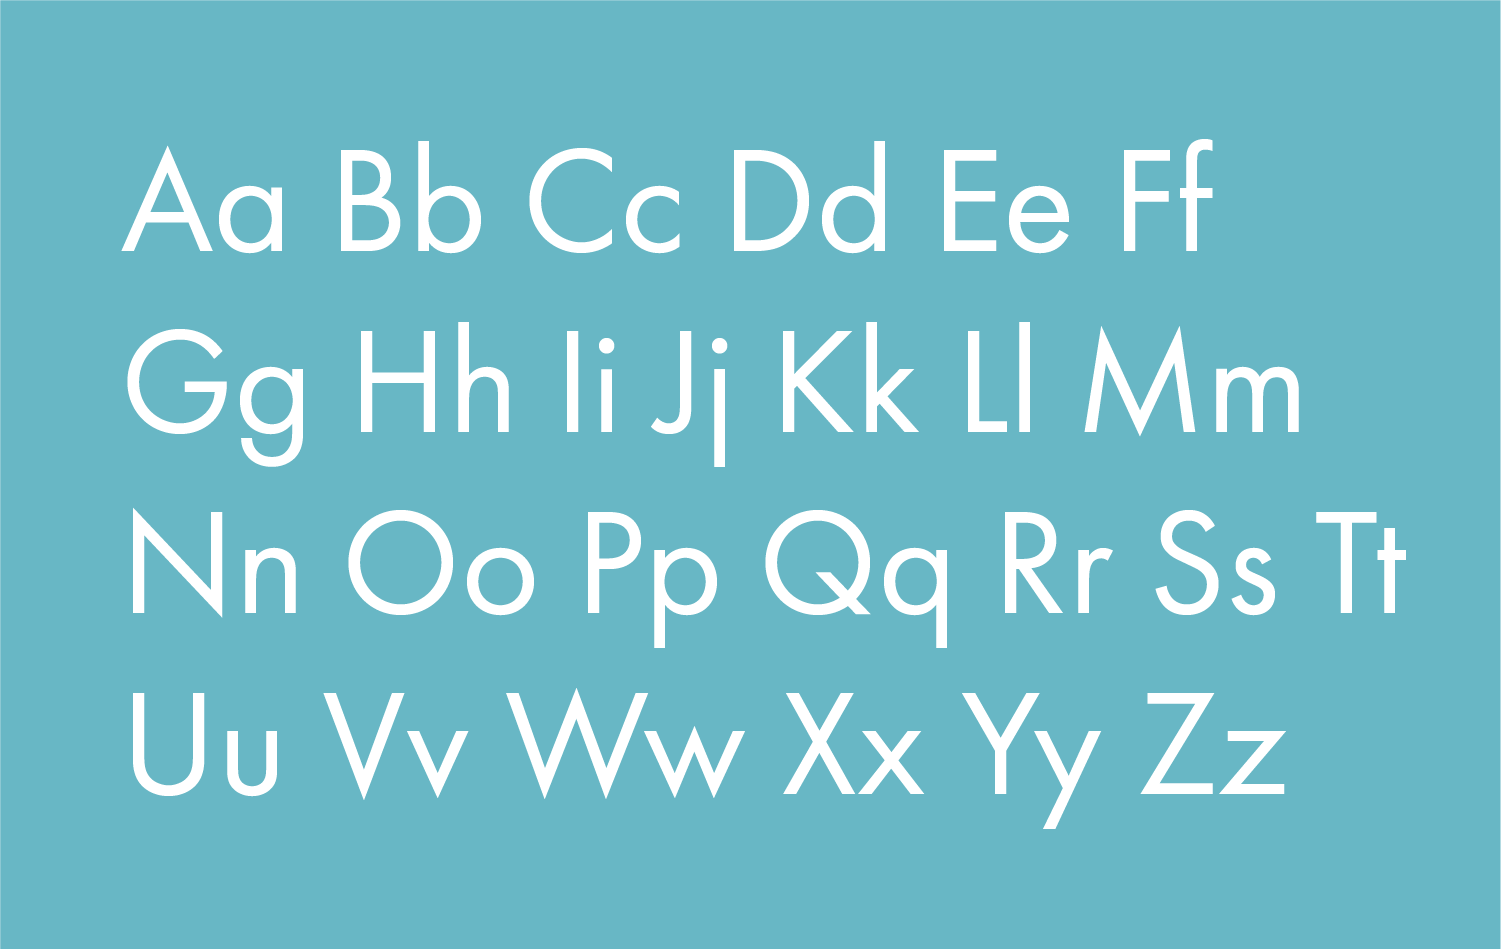 Aa Bb Cc Dd Ee Ff
Gg Hh Ii Jj Kk Ll Mm
Nn Oo Pp Qq Rr Ss Tt
Uu Vv Ww Xx Yy Zz